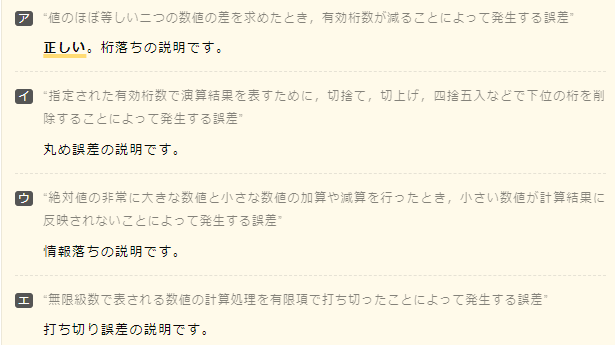 ア “値のほぼ等しい二つの数値の差を求めたとき，有効桁数が減ることによって発生する誤差”
正しい。桁落ちの説明です。
イ “指定された有効桁数で演算結果を表すために，切捨て，切上げ，四捨五入などで下位の桁を削
除することによって発生する誤差”
丸め誤差の説明です。
ウ “絶対値の非常に大きな数値と小さな数値の加算や減算を行ったとき，小さい数値が計算結果に
反映されないことによって発生する誤差”
情報落ちの説明です。
エ “無限級数で表される数値の計算処理を有限項で打ち切ったことによって発生する誤差”
打ち切り誤差の説明です。